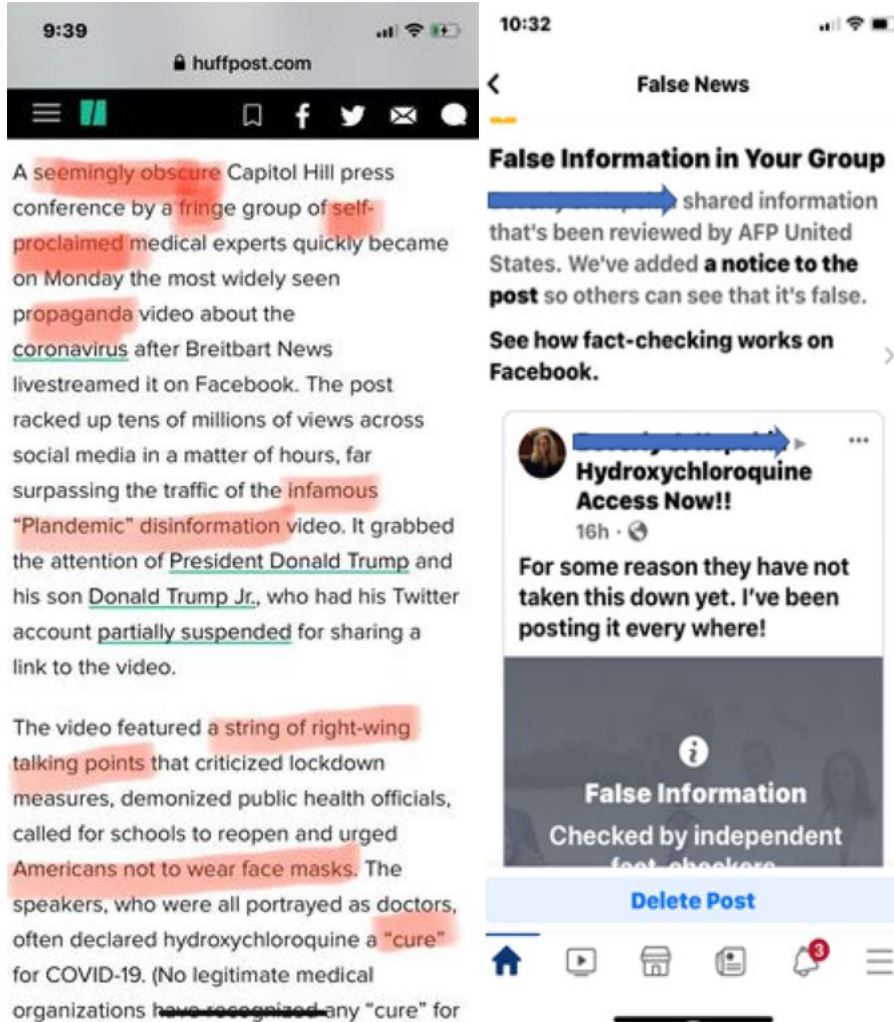 9:39
huffpost.com
A seemingly obscure Capitol Hill press
conference by a fringe group of self-
proclaimed medical experts quickly became
on Monday the most widely seen
propaganda video about the
coronavirus after Breitbart News
livestreamed it on Facebook. The post
racked up tens of millions of views across
social media in a matter of hours, far
surpassing the traffic of the infamous
“Plandemic” disinformation video. It grabbed
the attention of President Donald Trump and
his son Donald Trump Jr., who had his Twitter
account partially suspended for sharing a
link to the video.
The video featured a string of right-wing
talking points that criticized lockdown
measures, demonized public health officials,
called for schools to reopen and urged
Americans not to wear face masks. The
speakers, who were all portrayed as doctors,
often declared hydroxychloroquine a “cure”
for COVID-19. (No legitimate medical
organizations have recognized any “cure” for
10:32
False News
False Information in Your Group
shared information
that's been reviewed by AFP United
States. We've added a notice to the
post so others can see that it's false.
See how fact-checking works on
Facebook.
Hydroxychloroquine
Access Now!!
16h ·
For some reason they have not
taken this down yet. I've been
posting it every where!
False Information
Checked by independent
fact-checkers
Delete Post
3